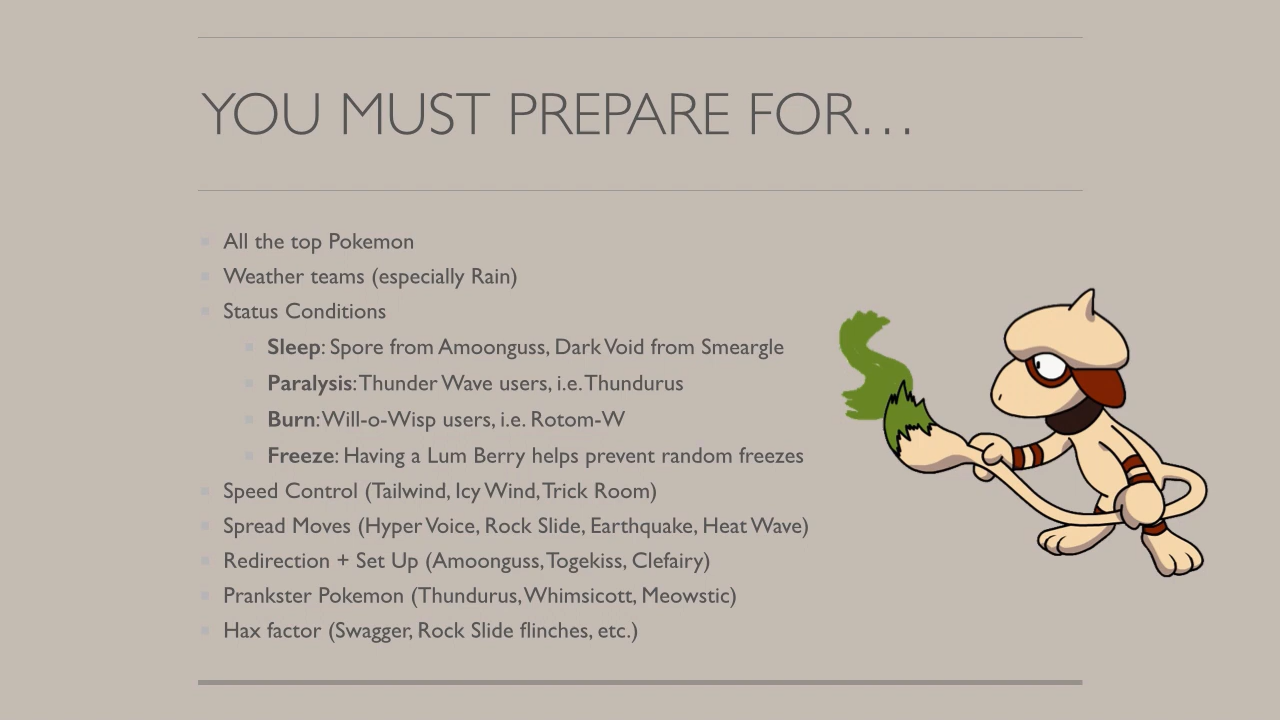 YOU MUST PREPARE FOR…
All the top Pokemon
Weather teams (especially Rain)
Status Conditions
Sleep: Spore from Amoonguss, Dark Void from Smeargle
Paralysis: Thunder Wave users, i.e. Thundurus
Burn: Will-o-Wisp users, i.e. Rotom-W
Freeze: Having a Lum Berry helps prevent random freezes
Speed Control (Tailwind, Icy Wind, Trick Room)
Spread Moves (Hyper Voice, Rock Slide, Earthquake, Heat Wave)
Redirection + Set Up (Amoonguss, Togekiss, Clefairy)
Prankster Pokemon (Thundurus, Whimsicott, Meowstic)
Hax factor (Swagger, Rock Slide flinches, etc.)